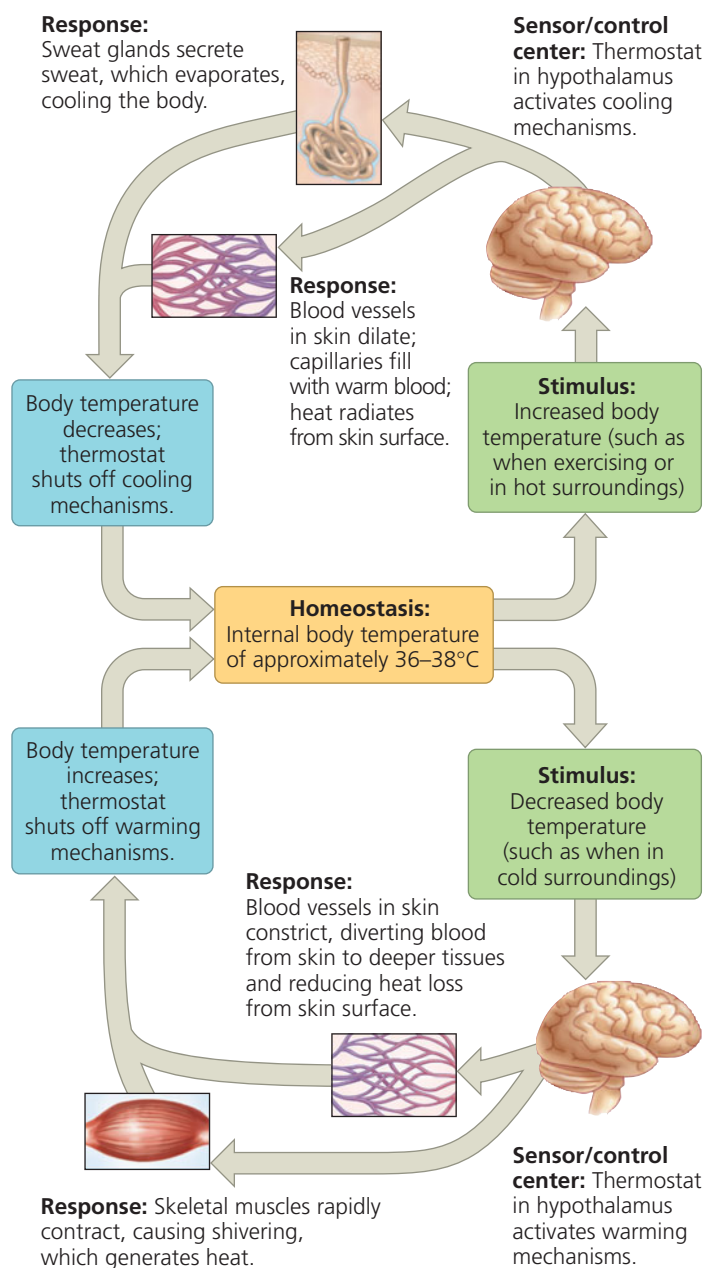 Response:
Sweat glands secrete
sweat, which evaporates,
cooling the body.
Sensor/control
center: Thermostat
in hypothalamus
activates cooling
mechanisms.
Response:
Blood vessels
in skin dilate;
capillaries fill
with warm blood;
heat radiates
from skin surface.
Body temperature
decreases;
thermostat
shuts off cooling
mechanisms.
Stimulus:
Increased body
temperature (such as
when exercising or
in hot surroundings)
Homeostasis:
Internal body temperature
of approximately 36–38°C
Body temperature
increases;
thermostat
shuts off warming
mechanisms.
Stimulus:
Decreased body
temperature
(such as when in
cold surroundings)
Response:
Blood vessels in skin
constrict, diverting blood
from skin to deeper tissues
and reducing heat loss
from skin surface.
Response: Skeletal muscles rapidly
contract, causing shivering,
which generates heat.
Sensor/control
center: Thermostat
in hypothalamus
activates warming
mechanisms.